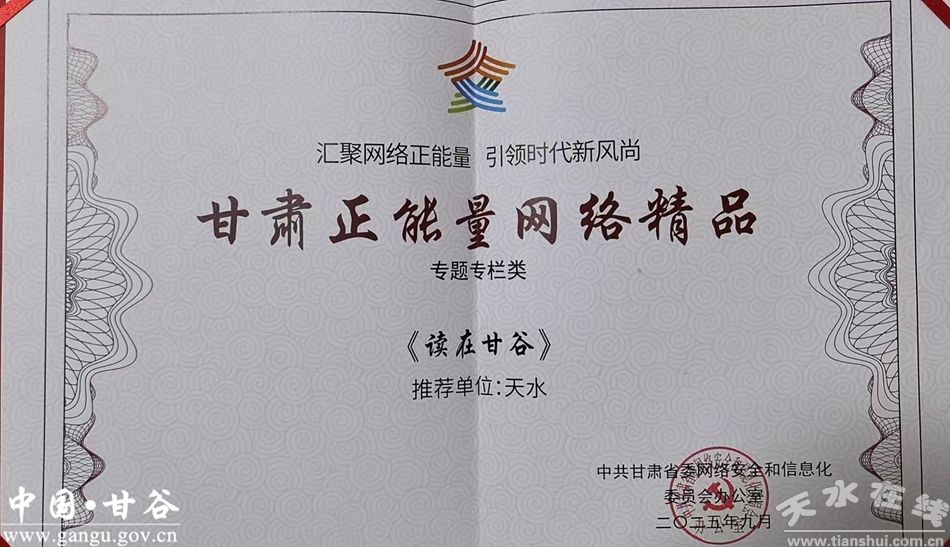 汇聚网络正能量 引领时代新风尚
甘肃正能量网络精品
专题专栏类
《读在甘谷》
推荐单位:天水
中共甘肃省委网络安全和信息化
委员会办公室
二〇二五年九月
中国·甘谷
www.gangu.gov.cn
天水在线
www.tianshui.com.cn